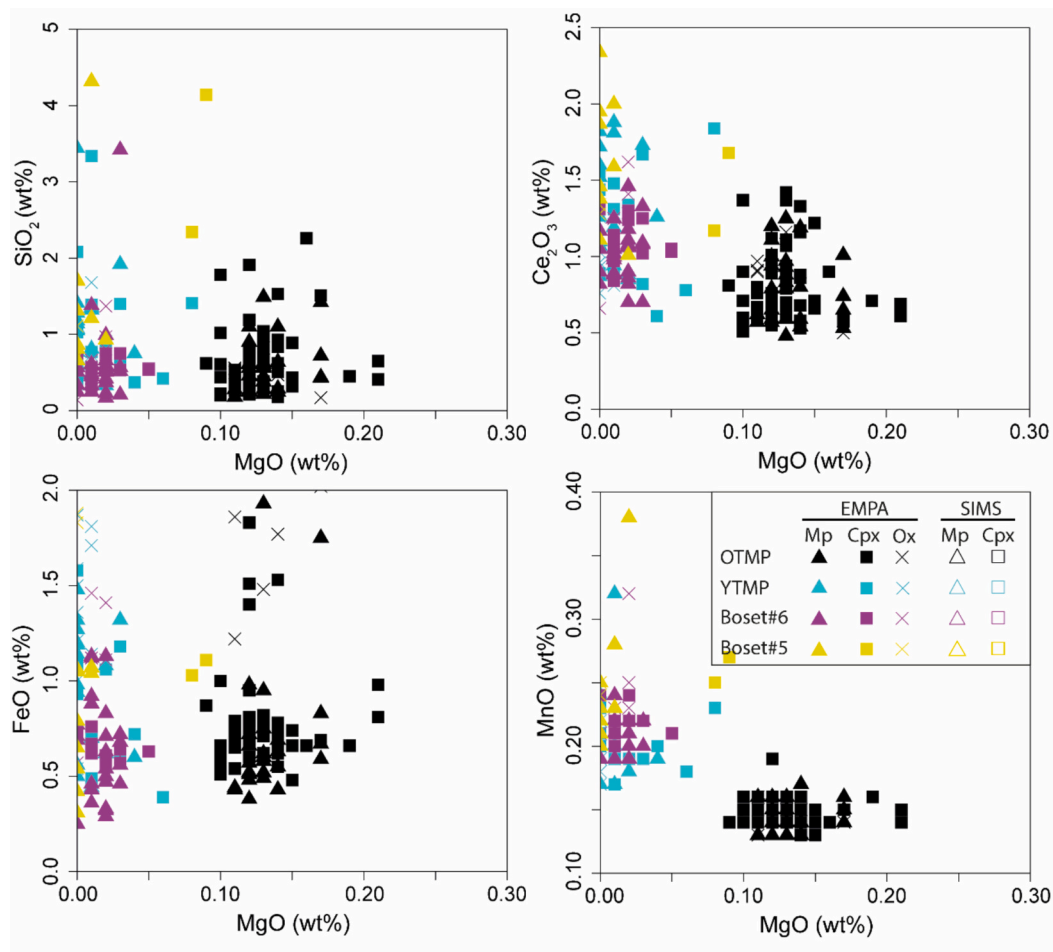 5
4
3
2
1
0
SiO₂ (wt%)
0.00 0.10 0.20 0.30
MgO (wt%)
2.5
2.0
1.5
1.0
0.5
0.0
Ce₂O₃ (wt%)
0.00 0.10 0.20 0.30
MgO (wt%)
2.0
1.5
1.0
0.5
0.0
FeO (wt%)
0.00 0.10 0.20 0.30
MgO (wt%)
0.40
0.30
0.20
0.10
MnO (wt%)
0.00 0.10 0.20 0.30
MgO (wt%)
EMPA SIMS
Mp Cpx Ox Mp Cpx
OTMP
YTMP
Boset#6
Boset#5